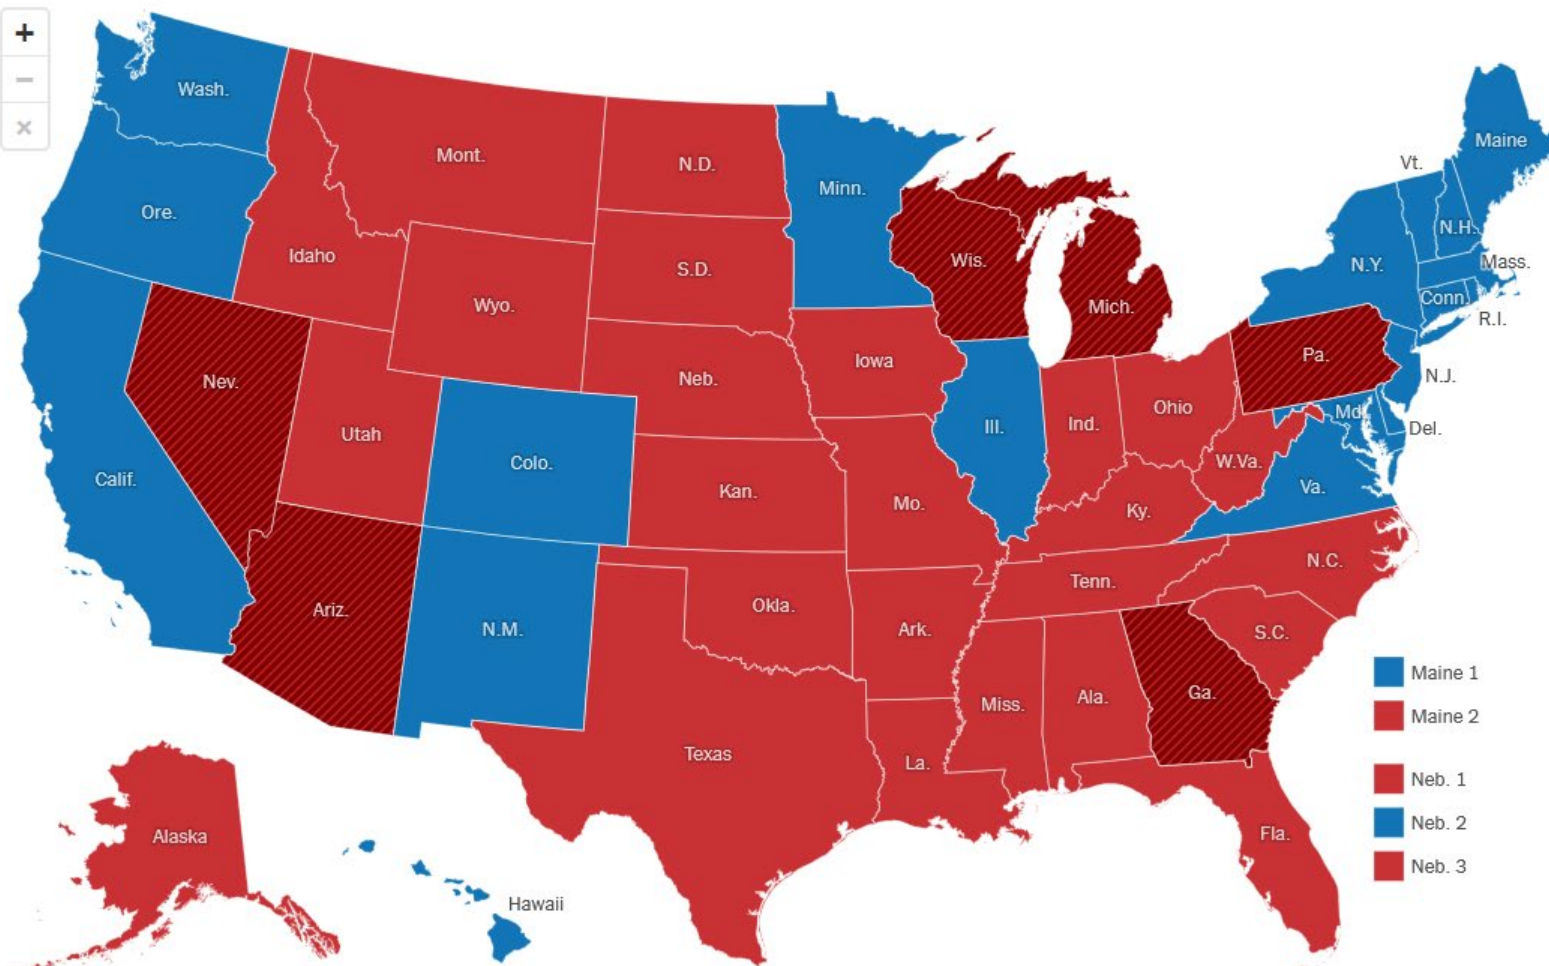 +
−
×
Wash.
Ore.
Calif.
Nev.
Idaho
Mont.
Wyo.
Utah
Colo.
Ariz.
N.M.
N.D.
S.D.
Neb.
Kan.
Okla.
Texas
Minn.
Iowa
Mo.
Ark.
La.
Wis.
Ill.
Mich.
Ind.
Ohio
Ky.
Tenn.
Miss.
Ala.
Ga.
Fla.
S.C.
N.C.
Va.
W.Va.
Pa.
Md.
Del.
N.J.
N.Y.
Conn.
R.I.
Mass.
N.H.
Vt.
Maine
Alaska
Hawaii
Maine 1
Maine 2
Neb. 1
Neb. 2
Neb. 3